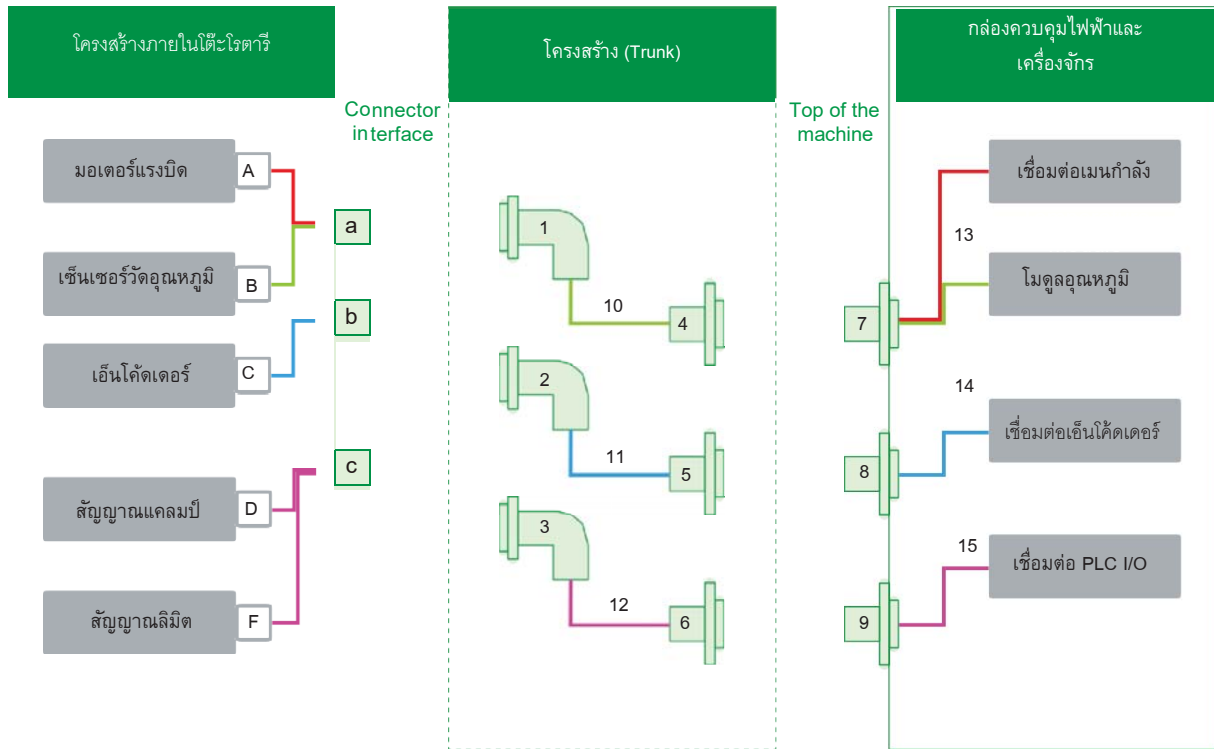 โครงสร้างภายในโต๊ะโรตารี
Connector
interface
มอเตอร์แรงบิด
A
a
เซ็นเซอร์วัดอุณหภูมิ
B
b
เอ็นโค้ดเดอร์
C
c
สัญญาณแคลมป์
D
สัญญาณลิมิต
F
โครงสร้าง (Trunk)
1
10
4
2
11
5
3
12
6
Top of the
machine
กล่องควบคุมไฟฟ้าและ
เครื่องจักร
เชื่อมต่อเมนกำลัง
13
โมดูลอุณหภูมิ
7
14
เชื่อมต่อเอ็นโค้ดเดอร์
8
15
เชื่อมต่อ PLC I/O
9